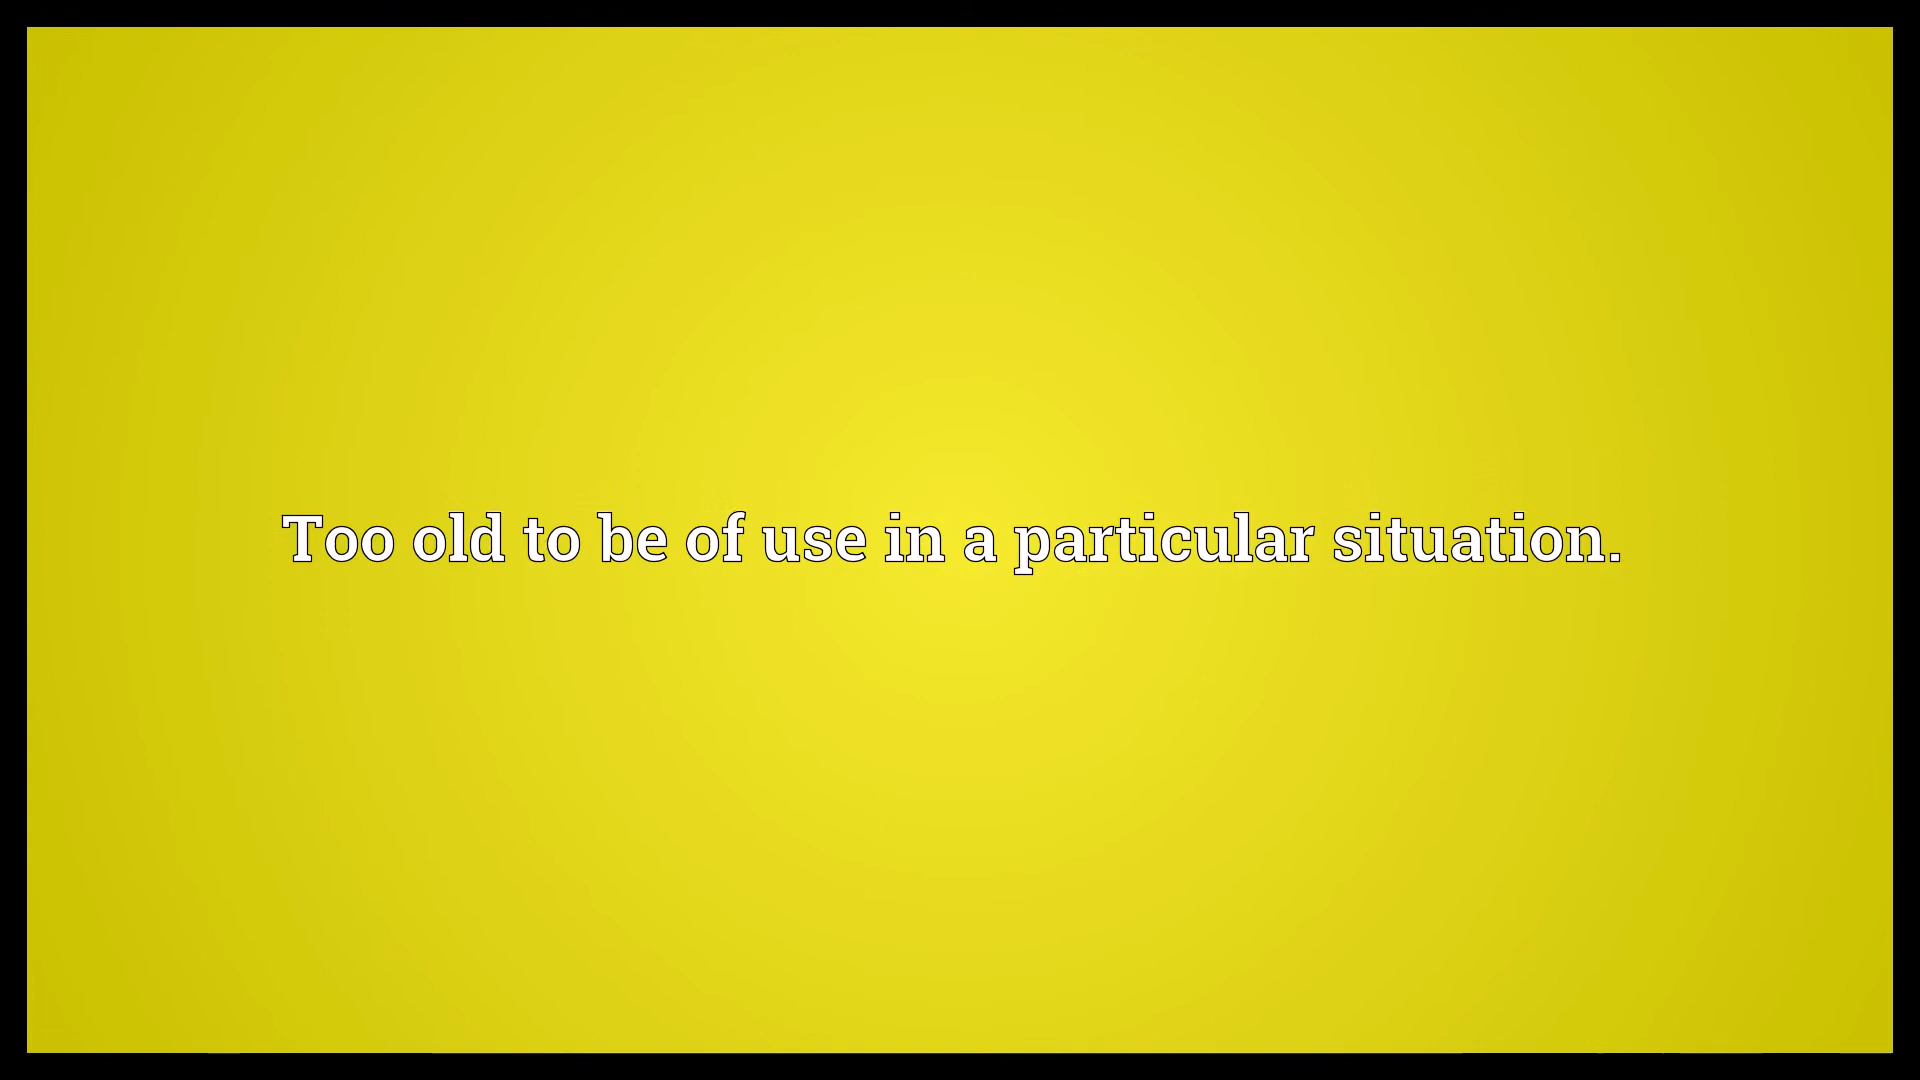 Too old to be of use in a particular situation.